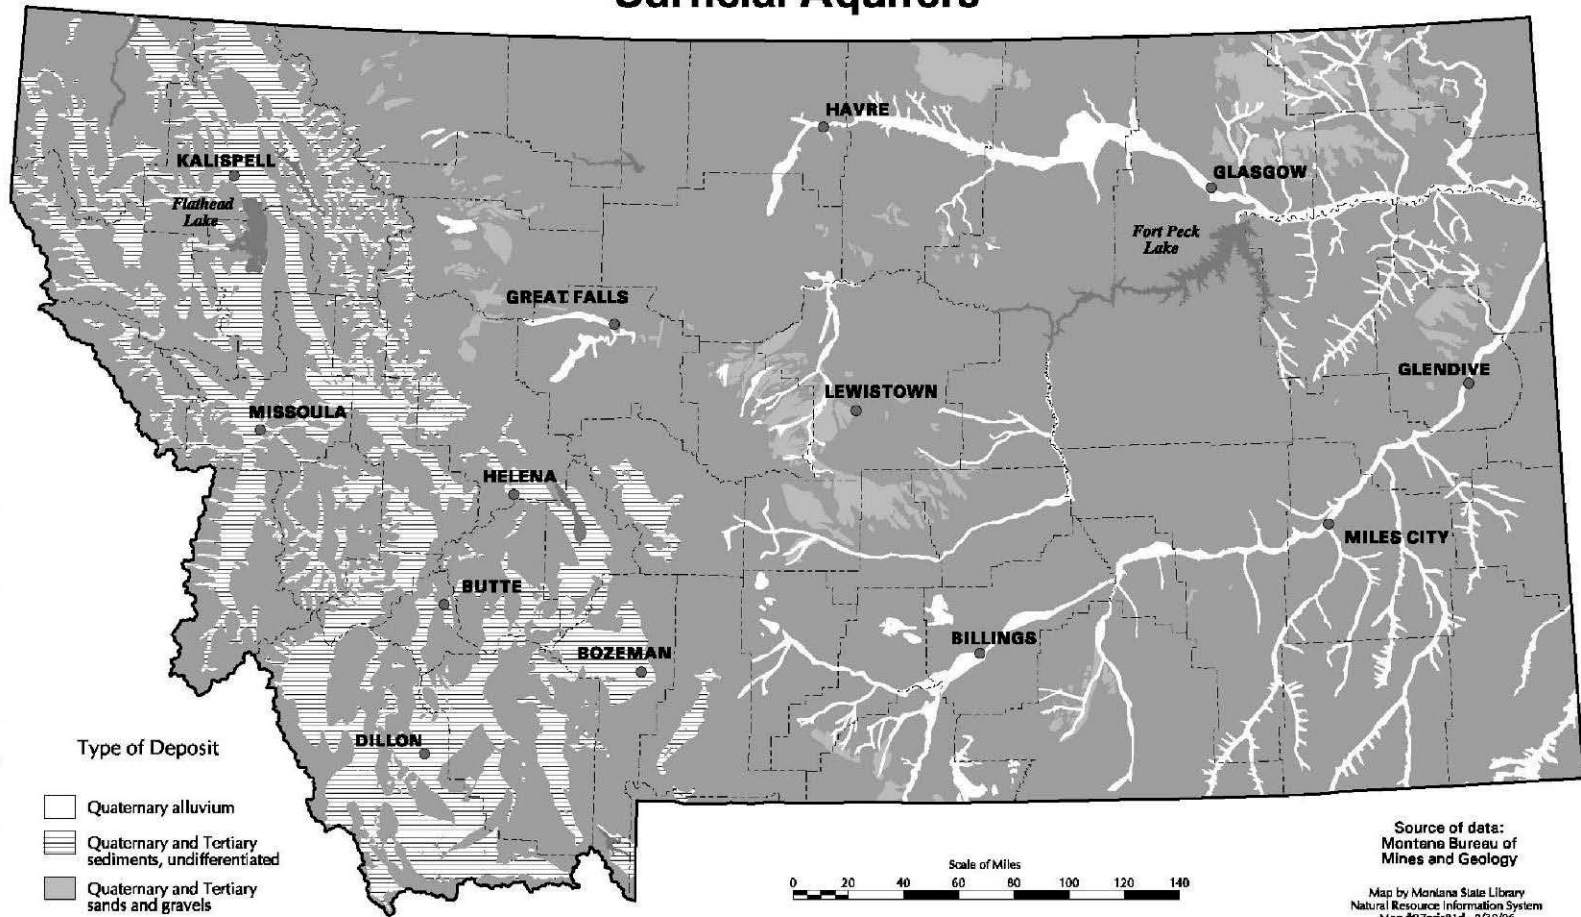 Surficial Aquifers
HAVRE
KALISPELL
GLASGOW
Flathead
Lake
Fort Peck
Lake
GREAT FALLS
GLENDIVE
LEWISTOWN
MISSOULA
HELENA
MILES CITY
BUTTE
BILLINGS
BOZEMAN
DILLON
Type of Deposit
Quaternary alluvium
Quaternary and Tertiary
sediments, undifferentiated
Quaternary and Tertiary
sands and gravels
Scale of Miles
0 20 40 60 80 100 120 140
Source of data:
Montana Bureau of
Mines and Geology
Map by Montana State Library
Natural Resource Information System